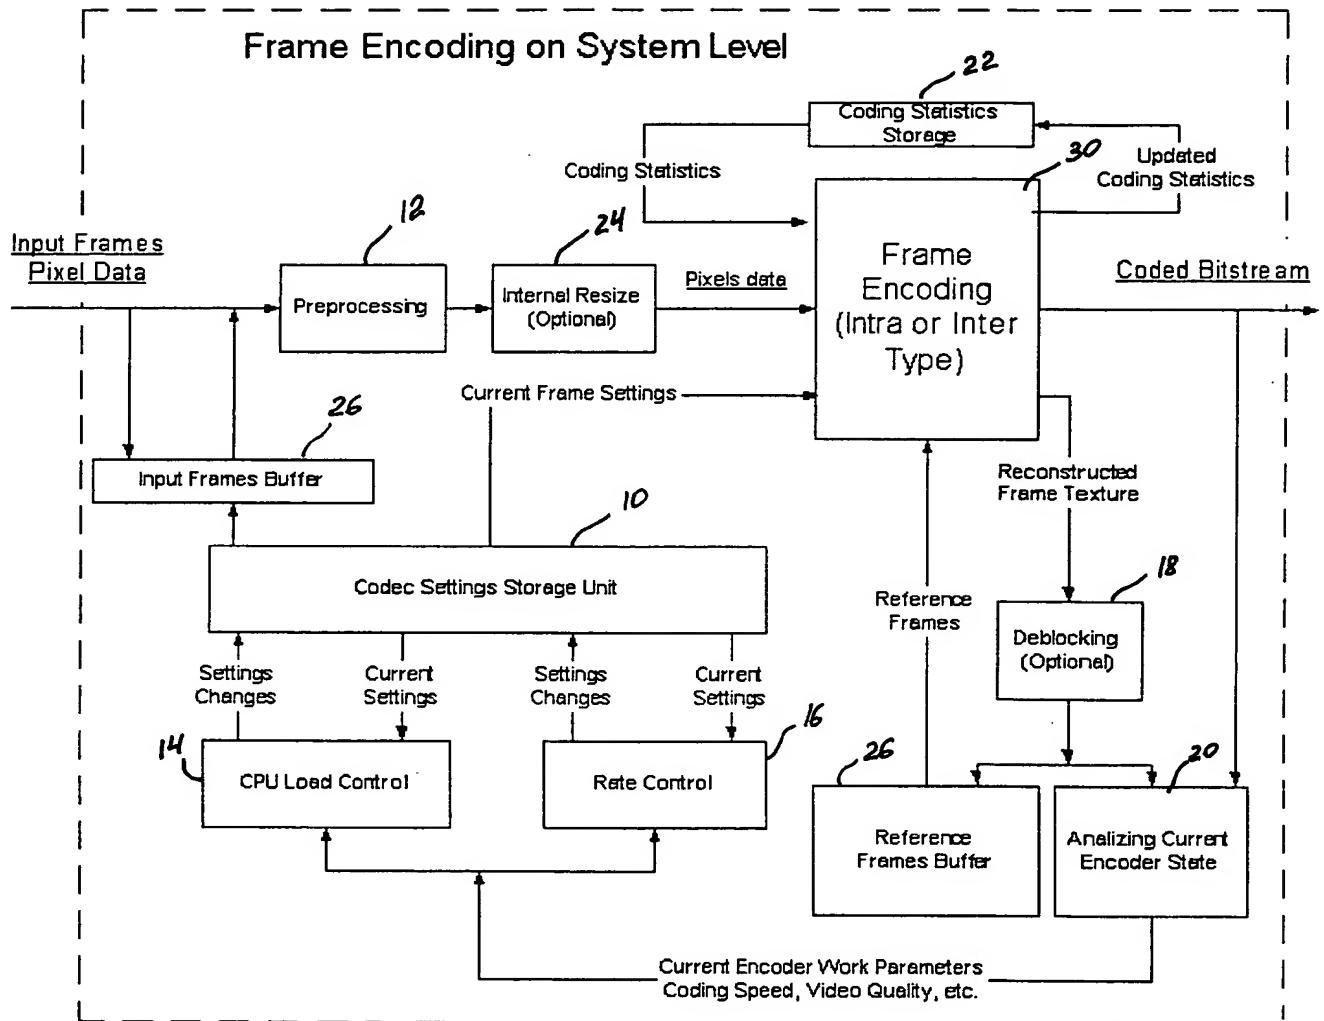 Frame Encoding on System Level
22
Coding Statistics
Storage
30
Coding Statistics
Updated
Coding Statistics
12
24
Input Frames
Pixel Data
Preprocessing
Internal Resize
(Optional)
Pixels data
Frame
Encoding
(Intra or Inter
Type)
Coded Bitstream
Current Frame Settings
26
Input Frames Buffer
Reconstructed
Frame Texture
10
Codec Settings Storage Unit
Reference
Frames
18
Deblocking
(Optional)
Settings
Changes
Current
Settings
Settings
Changes
Current
Settings
14
CPU Load Control
16
Rate Control
26
Reference
Frames Buffer
20
Analizing Current
Encoder State
Current Encoder Work Parameters
Coding Speed, Video Quality, etc.